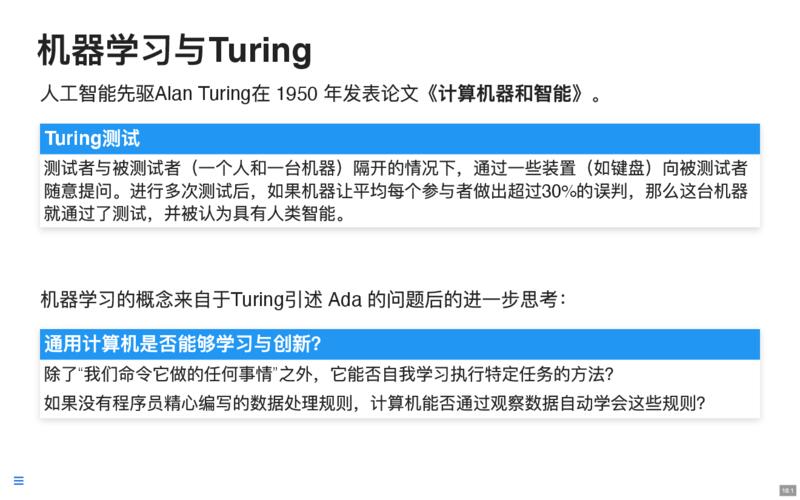 机器学习与Turing
人工智能先驱Alan Turing在 1950 年发表论文《计算机器和智能》。
Turing测试
测试者与被测试者（一个人和一台机器）隔开的情况下，通过一些装置（如键盘）向被测试者
随意提问。进行多次测试后，如果机器让平均每个参与者做出超过30%的误判，那么这台机器
就通过了测试，并被认为具有人类智能。
机器学习的概念来自于Turing引述 Ada 的问题后的进一步思考：
通用计算机是否能够学习与创新?
除了“我们命令它做的任何事情”之外，它能否自我学习执行特定任务的方法?
如果没有程序员精心编写的数据处理规则，计算机能否通过观察数据自动学会这些规则?
18.1